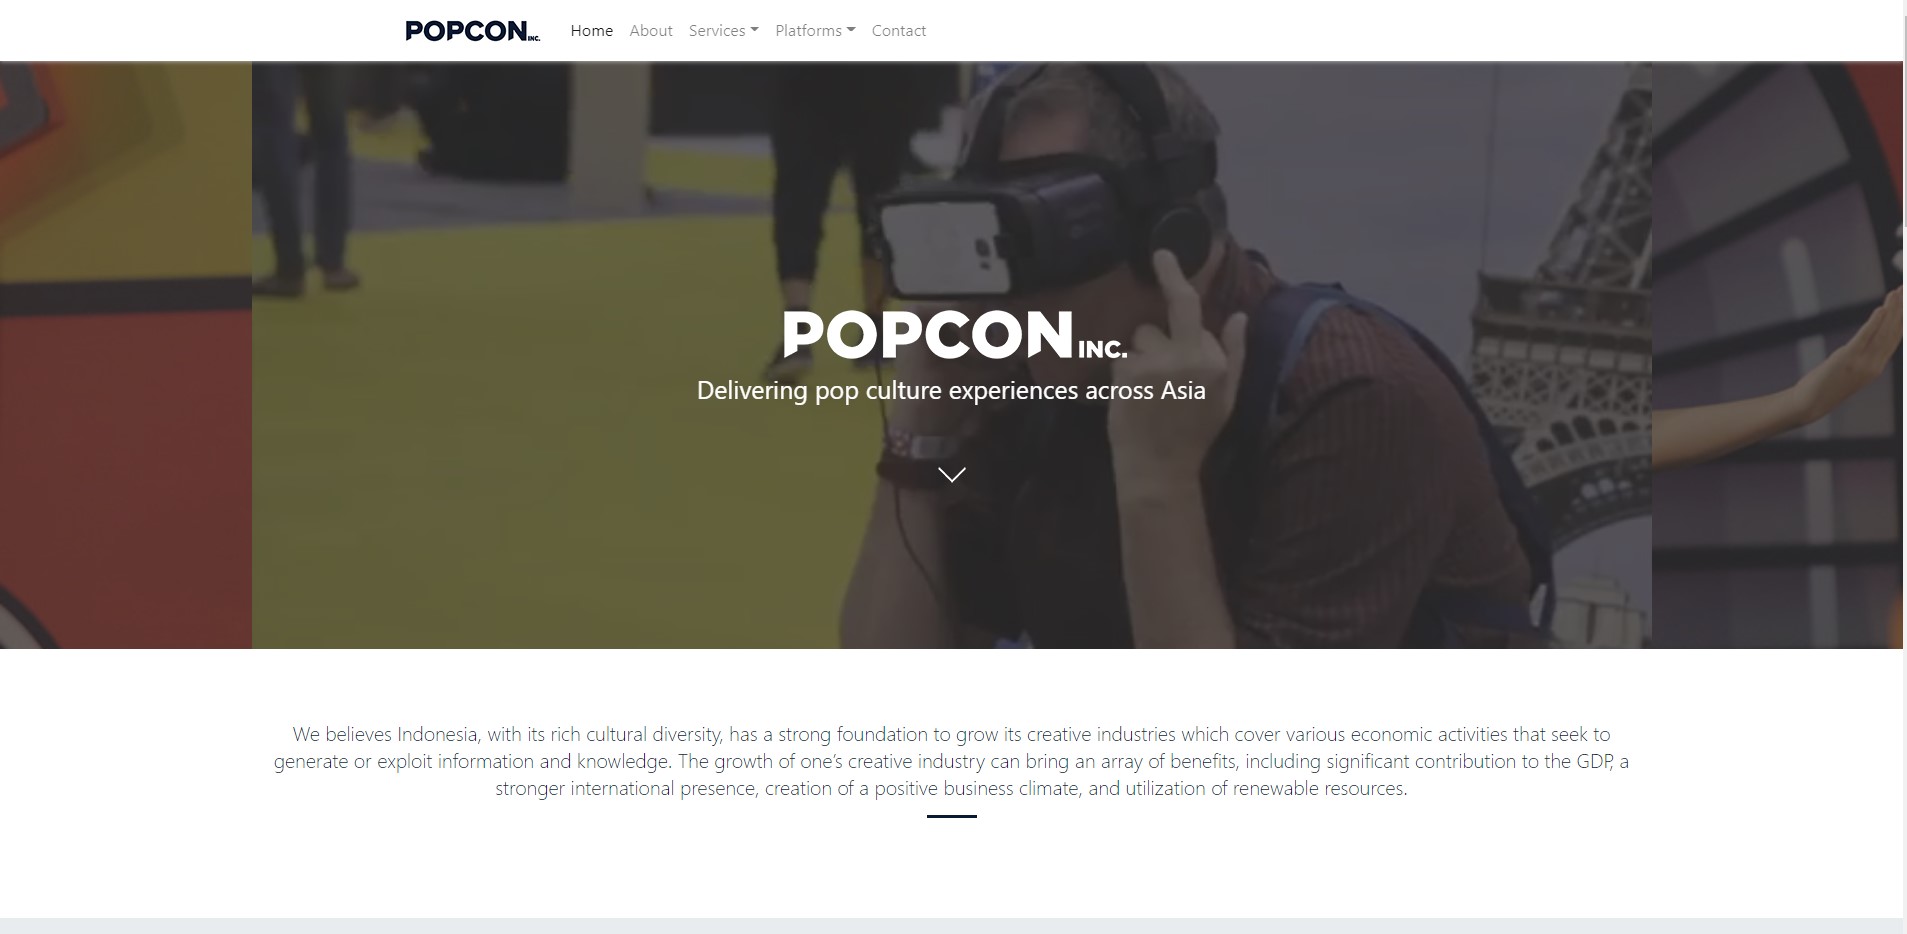 POPCON INC.
Home About Services Platforms Contact
POPCON INC.
Delivering pop culture experiences across Asia
We believes Indonesia, with its rich cultural diversity, has a strong foundation to grow its creative industries which cover various economic activities that seek to
generate or exploit information and knowledge. The growth of one’s creative industry can bring an array of benefits, including significant contribution to the GDP, a
stronger international presence, creation of a positive business climate, and utilization of renewable resources.